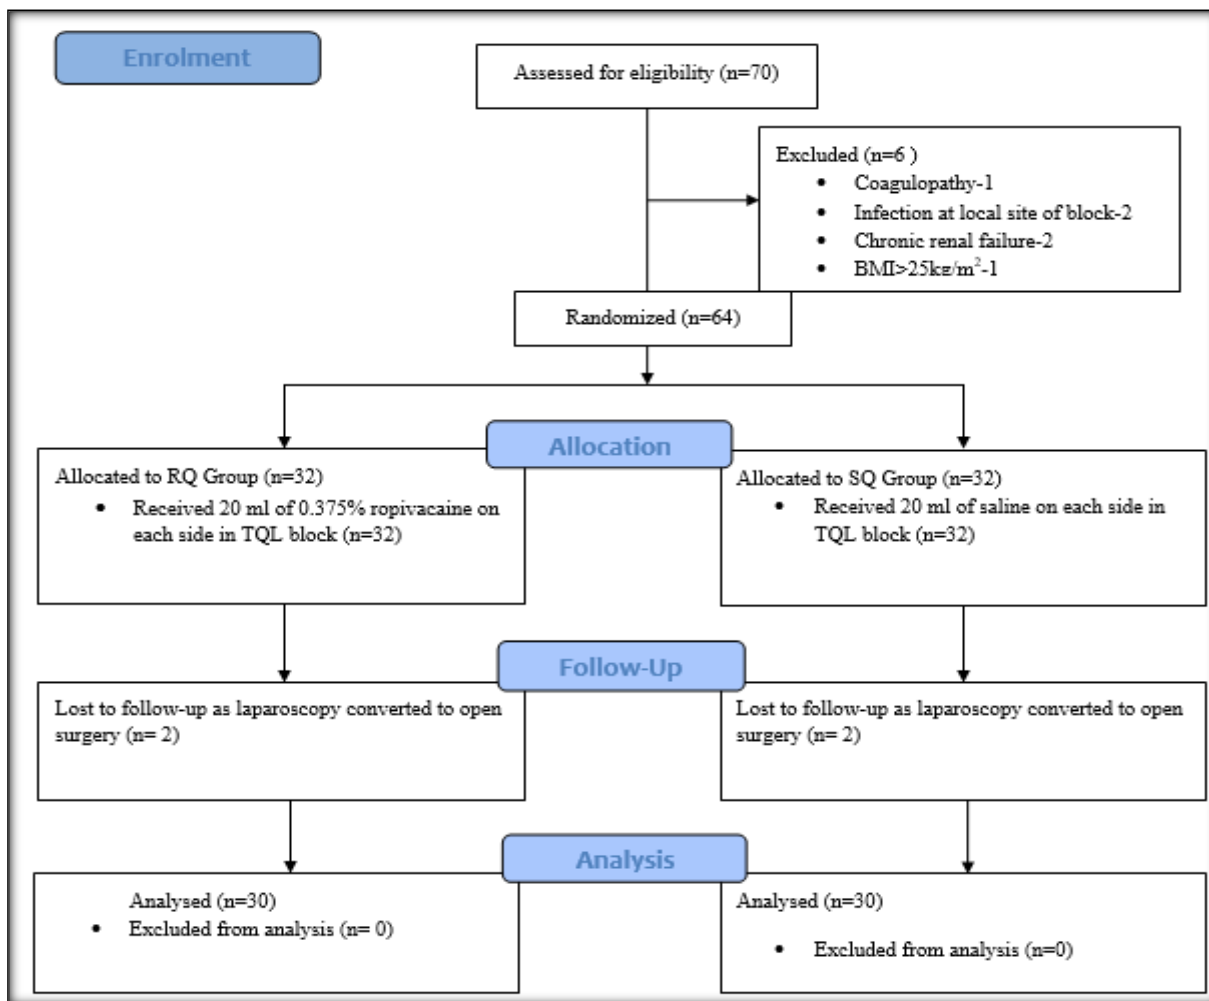 Enrolment
Assessed for eligibility (n=70)
Excluded (n=6 )
• Coagulopathy-1
• Infection at local site of block-2
• Chronic renal failure-2
• BMI>25kg/m²-1
Randomized (n=64)
Allocation
Allocated to RQ Group (n=32)
• Received 20 ml of 0.375% ropivacaine on
each side in TQL block (n=32)
Allocated to SQ Group (n=32)
• Received 20 ml of saline on each side in
TQL block (n=32)
Follow-Up
Lost to follow-up as laparoscopy converted to open
surgery (n= 2)
Lost to follow-up as laparoscopy converted to open
surgery (n= 2)
Analysis
Analysed (n=30)
• Excluded from analysis (n= 0)
Analysed (n=30)
• Excluded from analysis (n=0)